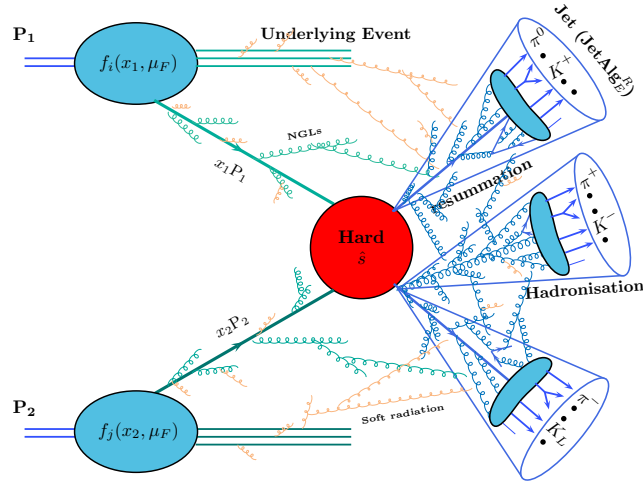 P₁
f_i(x₁, μ_F)
Underlying Event
Jet (JetAlg_E^R)
π⁰
K⁺
NGLs
x₁P₁
resummation
Hard
ŝ
π⁺
K⁻
Hadronisation
x₂P₂
P₂
f_j(x₂, μ_F)
Soft radiation
π⁻
K_L